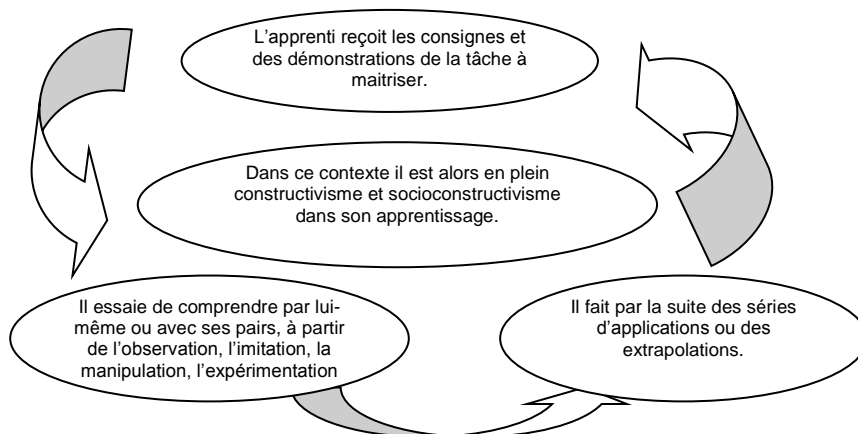 L'apprenti reçoit les consignes et
des démonstrations de la tâche à
maitriser.
Dans ce contexte il est alors en plein
constructivisme et socioconstructivisme
dans son apprentissage.
Il essaie de comprendre par lui-
même ou avec ses pairs, à partir
de l'observation, l'imitation, la
manipulation, l'expérimentation
Il fait par la suite des séries
d'applications ou des
extrapolations.